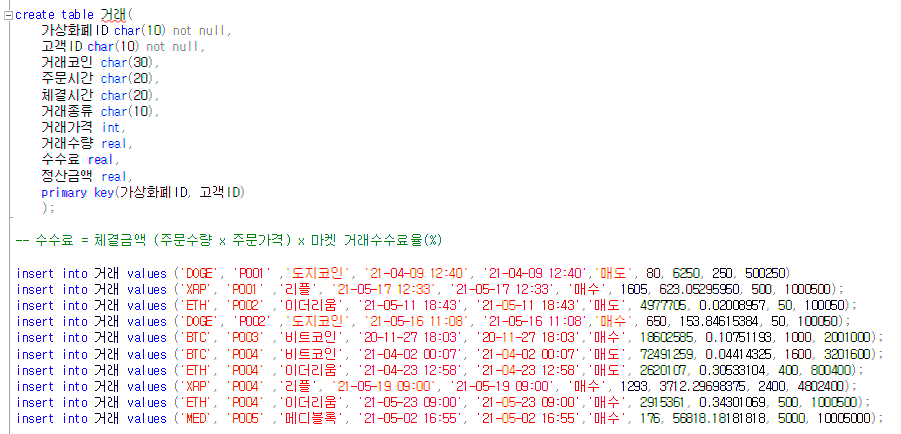 create table 거래(
가상화폐ID char(10) not null,
고객ID char(10) not null,
거래코인 char(30),
주문시간 char(20),
체결시간 char(20),
거래종류 char(10),
거래가격 int,
거래수량 real,
수수료 real,
정산금액 real,
primary key(가상화폐ID, 고객ID)
);
-- 수수료 = 체결금액 (주문수량 x 주문가격) x 마켓 거래수수료율(%)
insert into 거래 values ('DOGE', 'P001' ,'도지코인', '21-04-09 12:40', '21-04-09 12:40','매도', 80, 6250, 250, 500250)
insert into 거래 values ('XRP', 'P001' ,'리플', '21-05-17 12:33', '21-05-17 12:33', '매수', 1605, 623.05295950, 500, 1000500);
insert into 거래 values ('ETH', 'P002' ,'이더리움', '21-05-11 18:43', '21-05-11 18:43','매도', 4977705, 0.02008957, 50, 100050);
insert into 거래 values ('DOGE', 'P002' ,'도지코인', '21-05-16 11:08', '21-05-16 11:08','매수', 650, 153.84615384, 50, 100050);
insert into 거래 values ('BTC', 'P003' ,'비트코인', '20-11-27 18:03', '20-11-27 18:03','매수', 18602585, 0.10751193, 1000, 2001000);
insert into 거래 values ('BTC', 'P004' ,'비트코인', '21-04-02 00:07', '21-04-02 00:07','매도', 72491259, 0.04414325, 1600, 3201600);
insert into 거래 values ('ETH', 'P004' ,'이더리움', '21-04-23 12:58', '21-04-23 12:58','매도', 2620107, 0.30533104, 400, 800400);
insert into 거래 values ('XRP', 'P004' ,'리플', '21-05-19 09:00', '21-05-19 09:00', '매수', 1293, 3712.29698375, 2400, 4802400);
insert into 거래 values ('ETH', 'P004' ,'이더리움', '21-05-23 09:00', '21-05-23 09:00','매수', 2915361, 0.34301069, 500, 1000500);
insert into 거래 values ('MED', 'P005' ,'메디블록', '21-05-02 16:55', '21-05-02 16:55','매수', 176, 56818.18181818, 5000, 10005000);